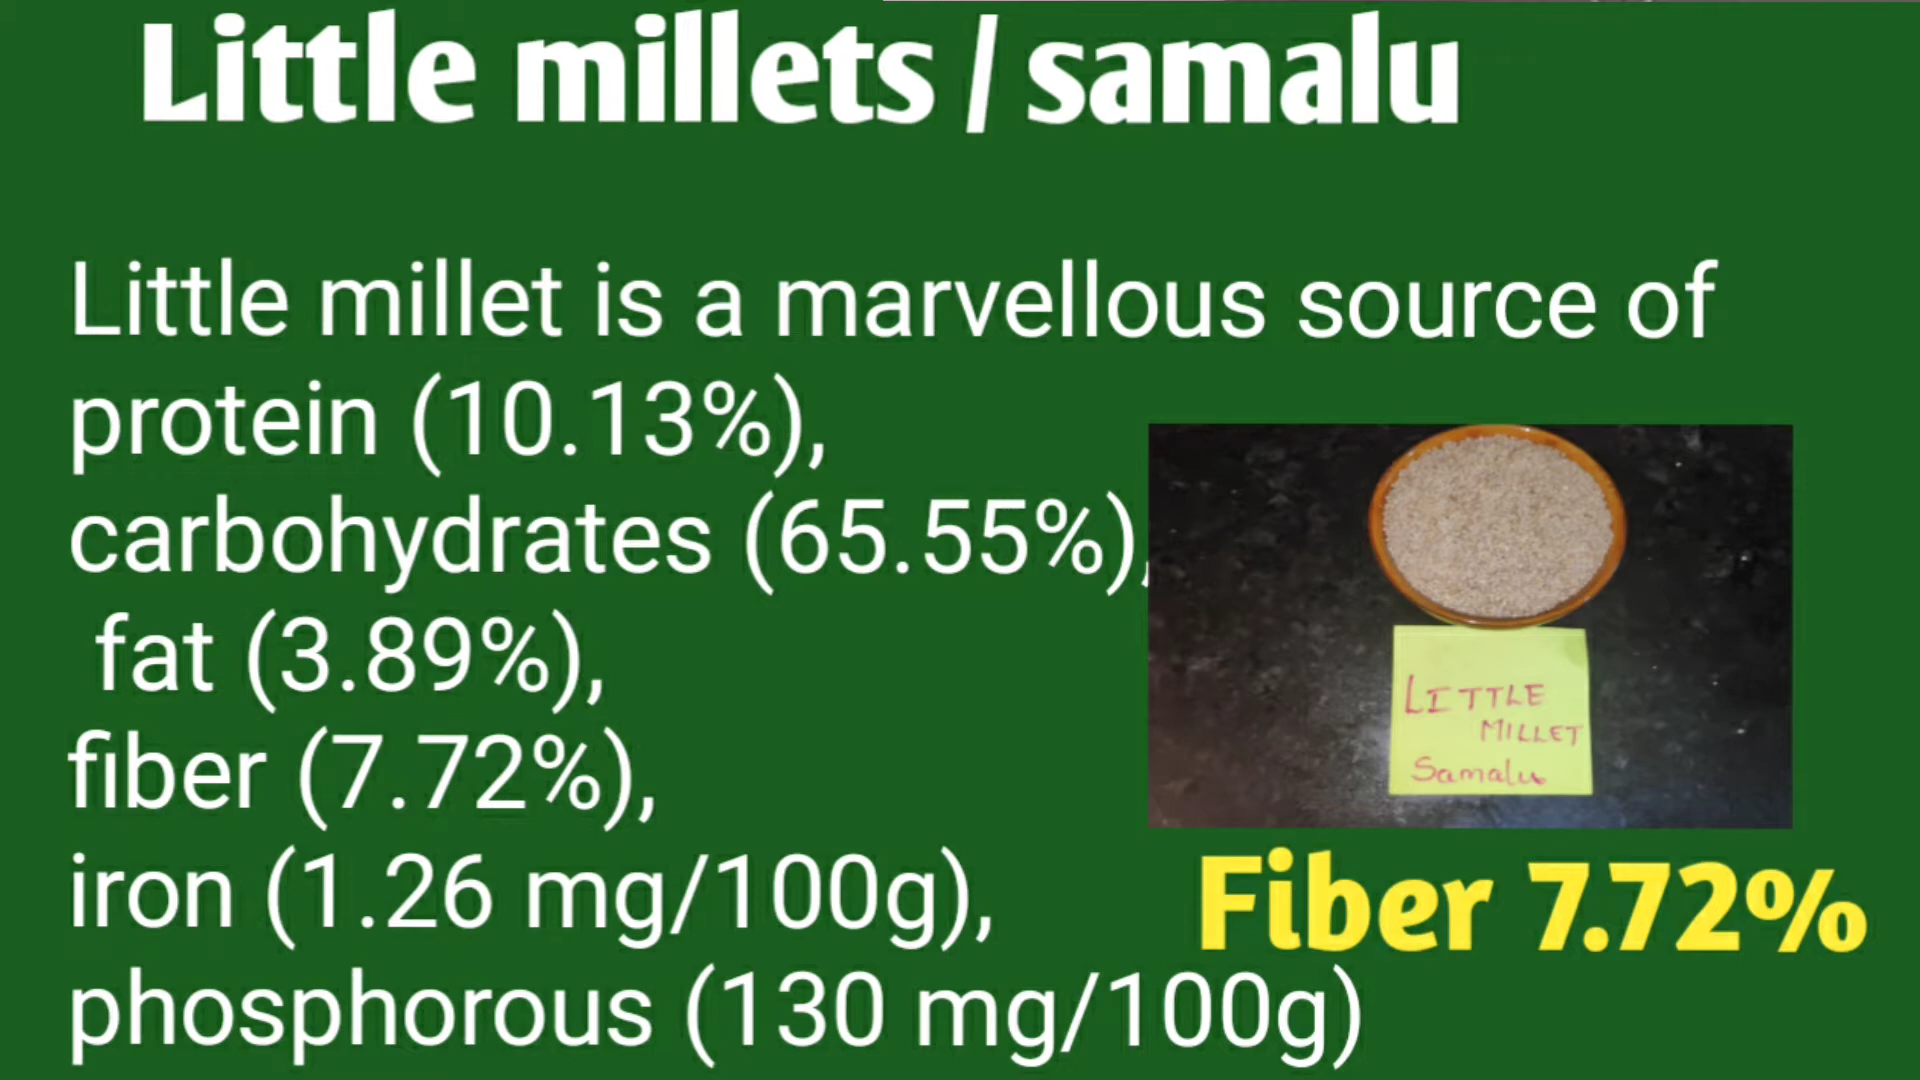 Little millets / samalu
Little millet is a marvellous source of
protein (10.13%),
carbohydrates (65.55%),
fat (3.89%),
fiber (7.72%),
iron (1.26 mg/100g),
phosphorous (130 mg/100g)
LITTLE
MILLET
Samalu
Fiber 7.72%